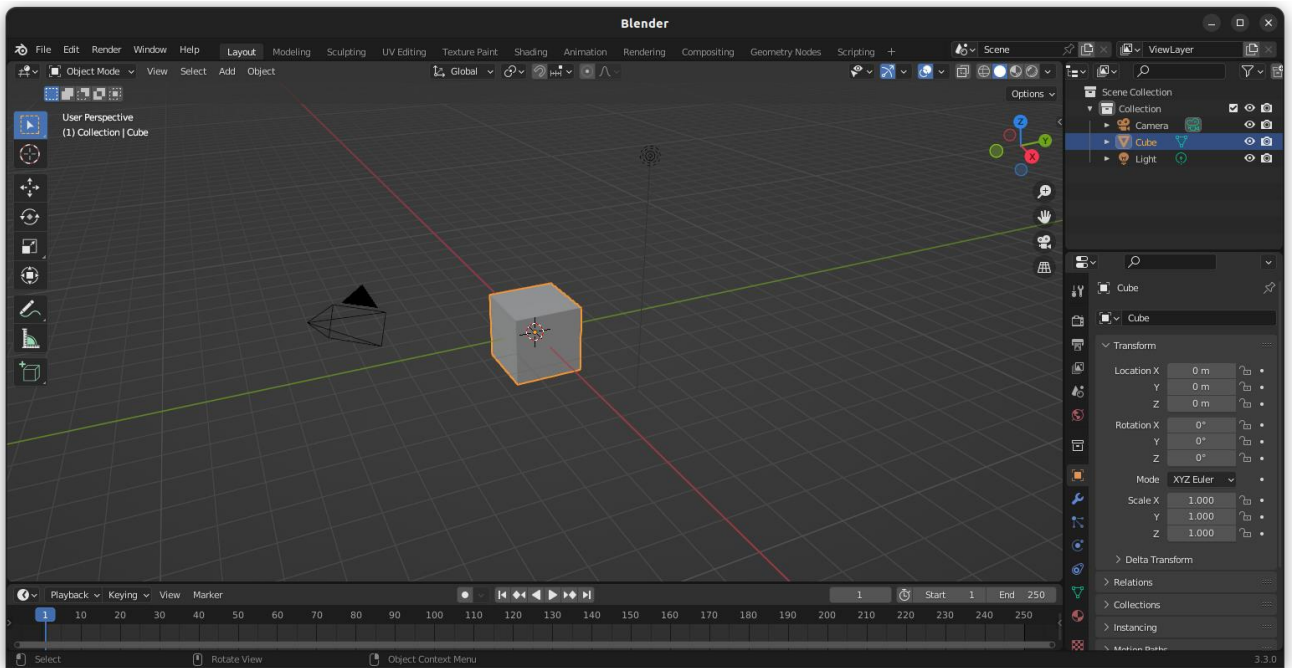 Blender
File Edit Render Window Help Layout Modeling Sculpting UV Editing Texture Paint Shading Animation Rendering Compositing Geometry Nodes Scripting + Scene ViewLayer
Object Mode View Select Add Object Global
Options
User Perspective
(1) Collection | Cube
Z
Y
X
Scene Collection
Collection
Camera
Cube
Light
Cube
Cube
Transform
Location X 0 m
Y 0 m
Z 0 m
Rotation X 0°
Y 0°
Z 0°
Mode XYZ Euler
Scale X 1.000
Y 1.000
Z 1.000
Delta Transform
Relations
Collections
Instancing
Motion Paths
Playback Keying View Marker 1 Start 1 End 250
1 10 20 30 40 50 60 70 80 90 100 110 120 130 140 150 160 170 180 190 200 210 220 230 240 250
Select Rotate View Object Context Menu 3.3.0